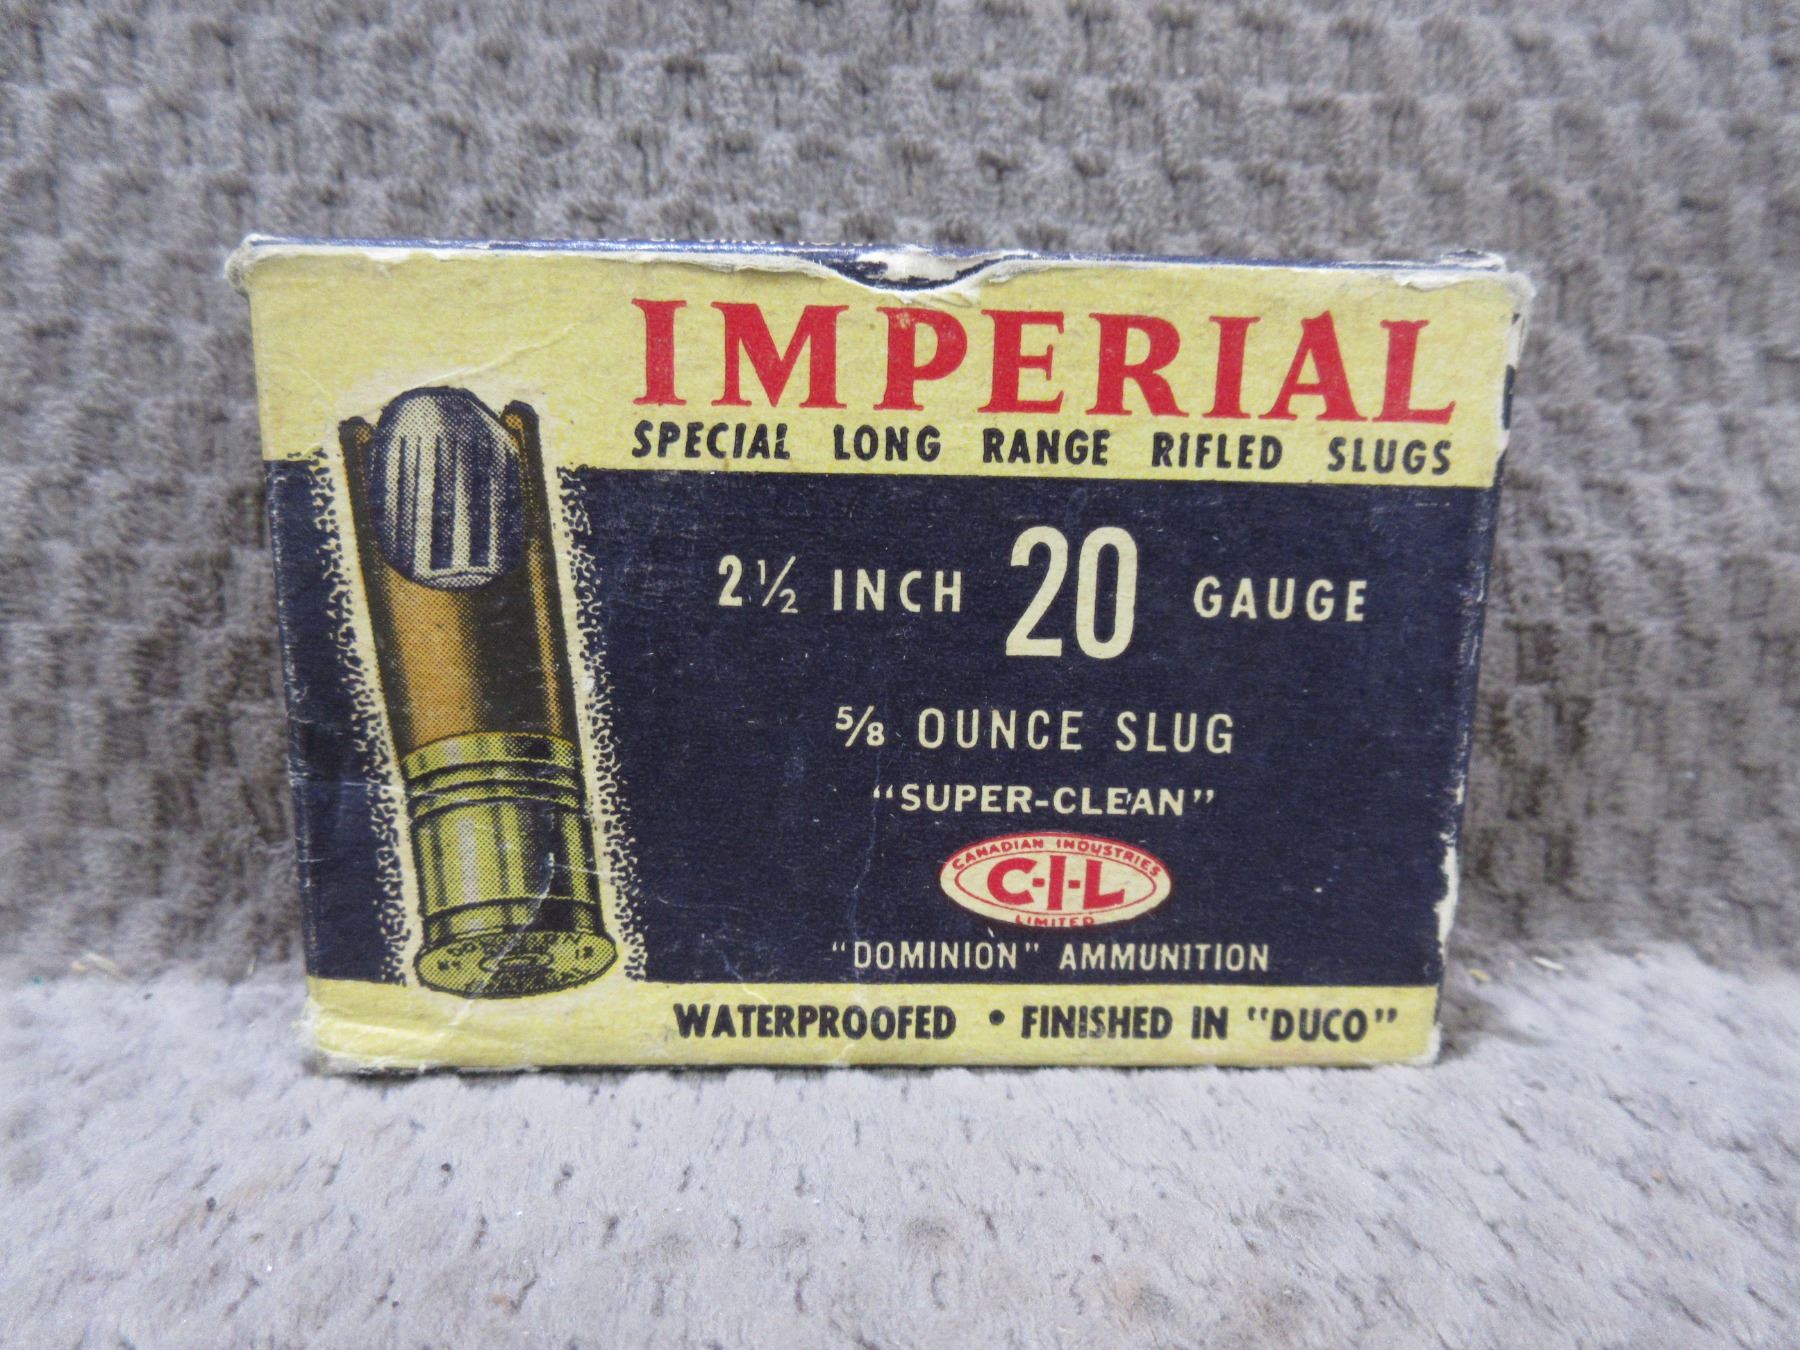 IMPERIAL
SPECIAL LONG RANGE RIFLED SLUGS
2½ INCH 20 GAUGE
⅝ OUNCE SLUG
"SUPER-CLEAN"
CANADIAN INDUSTRIES
C-I-L
LIMITED
"DOMINION" AMMUNITION
WATERPROOFED • FINISHED IN "DUCO"